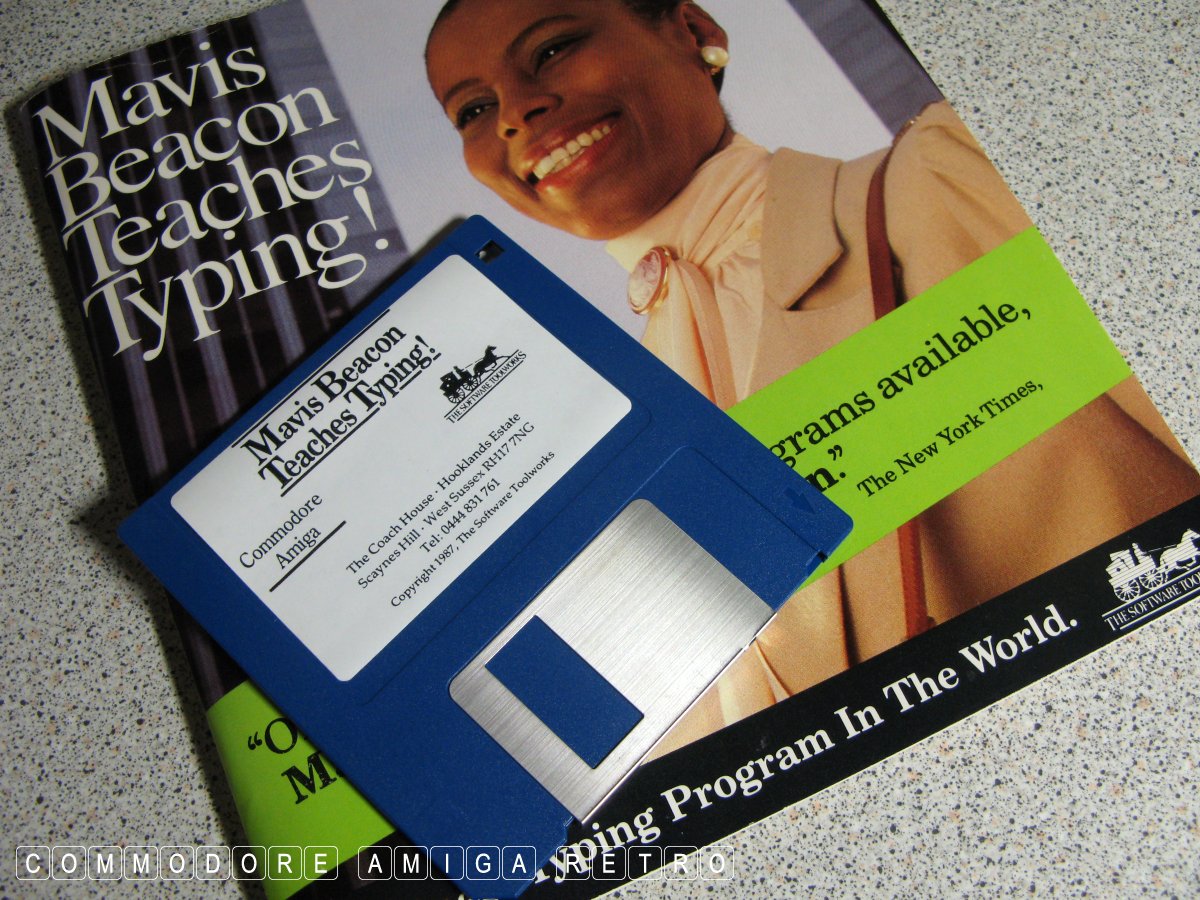 Mavis
Beacon
Teaches
Typing!
grams available,
n."
The New York Times,
Mavis Beacon
Teaches Typing!
THE SOFTWARE TOOLWORKS
Commodore
Amiga
The Coach House · Hooklands Estate
Scaynes Hill · West Sussex RH17 7NG
Tel: 0444 831 761
Copyright 1987, The Software Toolworks
"O
M
Typing Program In The World.
THE SOFTWARE TOO
COMMODORE AMIGA RETRO